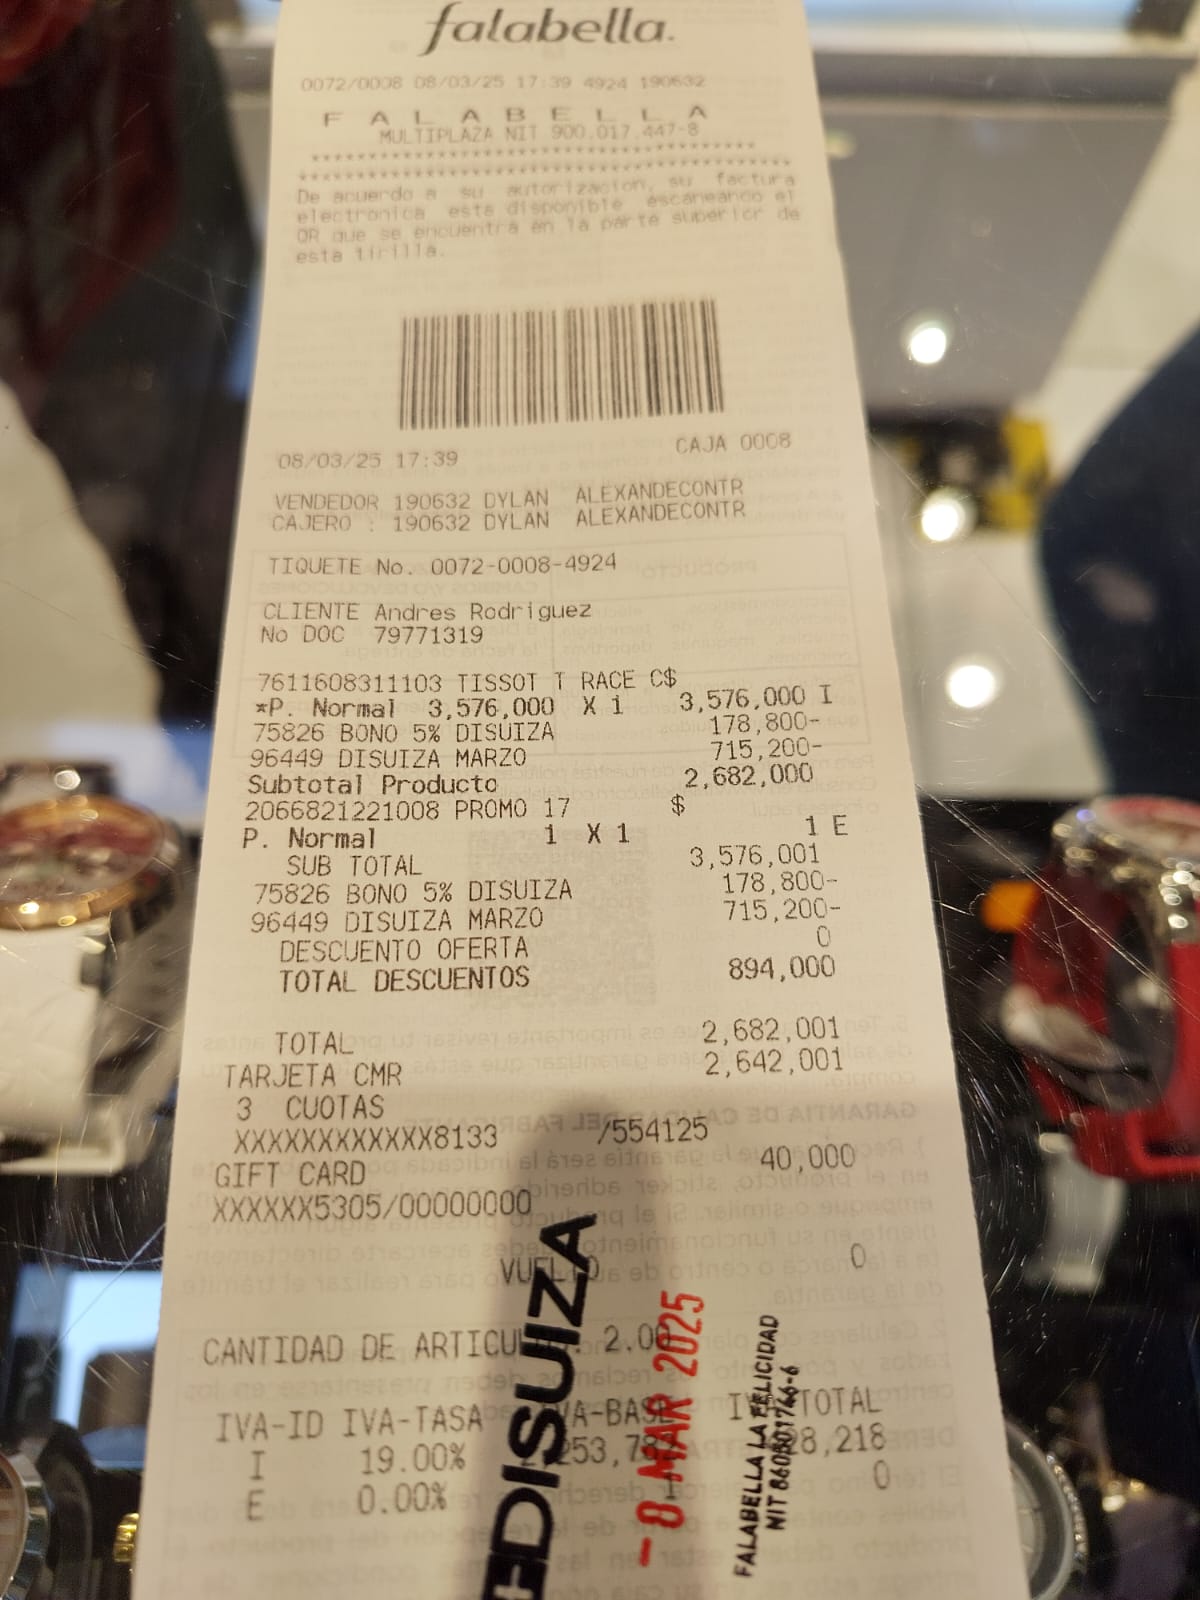 falabella.
0072/0008 08/03/25 17:39 4924 190632
F A L A B E L L A
MULTIPLAZA NIT 900.017.447-8
De acuerdo a su autorizacion, su factura
electronica esta disponible escaneando el
QR que se encuentra en la parte superior de
esta tirilla.
08/03/25 17:39 CAJA 0008
VENDEDOR 190632 DYLAN ALEXANDECONTR
CAJERO : 190632 DYLAN ALEXANDECONTR
TIQUETE No. 0072-0008-4924
CLIENTE Andres Rodriguez
No DOC 79771319
7611608311103 TISSOT T RACE C$
*P. Normal 3,576,000 X 1 3,576,000 I
75826 BONO 5% DISUIZA 178,800-
96449 DISUIZA MARZO 715,200-
Subtotal Producto 2,682,000
2066821221008 PROMO 17 $
P. Normal 1 X 1 1 E
SUB TOTAL 3,576,001
75826 BONO 5% DISUIZA 178,800-
96449 DISUIZA MARZO 715,200-
DESCUENTO OFERTA 0
TOTAL DESCUENTOS 894,000
TOTAL 2,682,001
TARJETA CMR 2,642,001
3 CUOTAS
XXXXXXXXXXXX8133 /554125
GIFT CARD 40,000
XXXXXX5305/00000000
0
CANTIDAD DE 2.00
IVA-ID IVA-TASA TOTAL
I 19.00%
E 0.00% 0
DISUIZA
- 8 MAR 2025
FALABELLA LA FELICIDAD
NIT